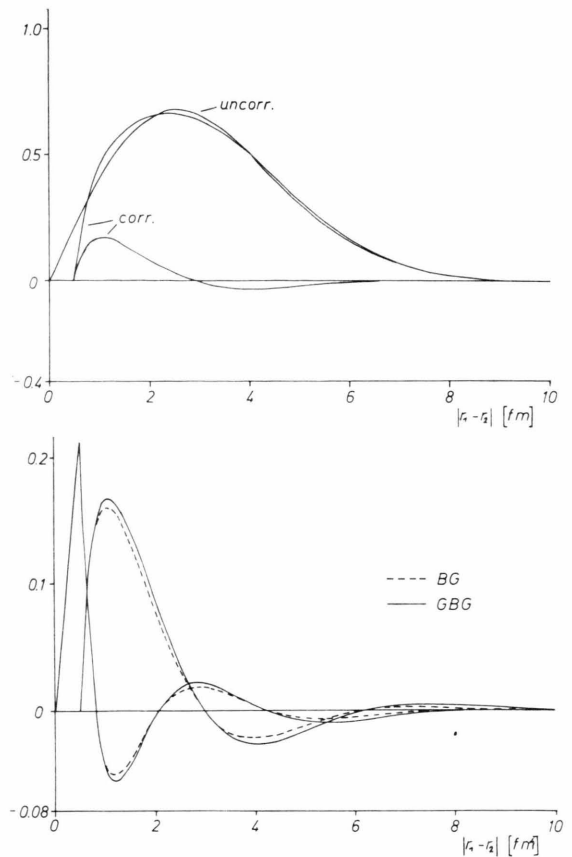 1.0
uncorr.
0.5
corr.
0
-0.4
0 2 4 6 8 10
|r₁-r₂| [fm]
0.2
BG
0.1
GBG
0
-0.08
0 2 4 6 8 10
|r₁-r₂| [fm]